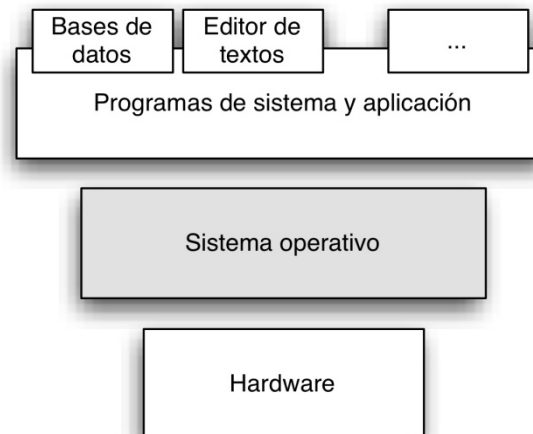 Bases de
datos
Editor de
textos
...
Programas de sistema y aplicación
Sistema operativo
Hardware